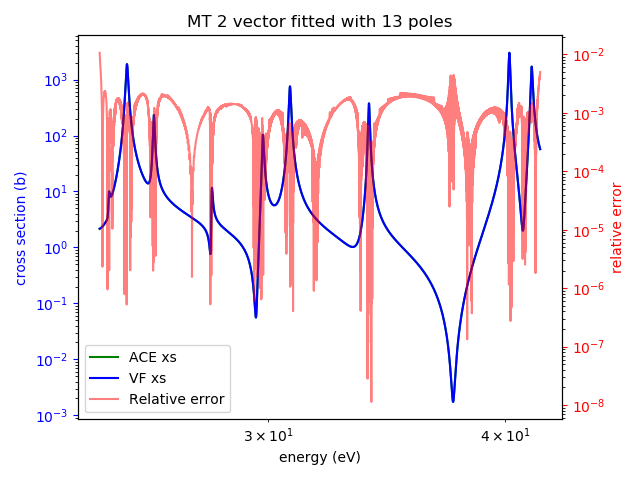 MT 2 vector fitted with 13 poles
cross section (b)
10³
10²
10¹
10⁰
10⁻¹
10⁻²
10⁻³
ACE xs
VF xs
Relative error
10⁻²
10⁻³
10⁻⁴
10⁻⁵
10⁻⁶
10⁻⁷
10⁻⁸
relative error
3 × 10¹
4 × 10¹
energy (eV)